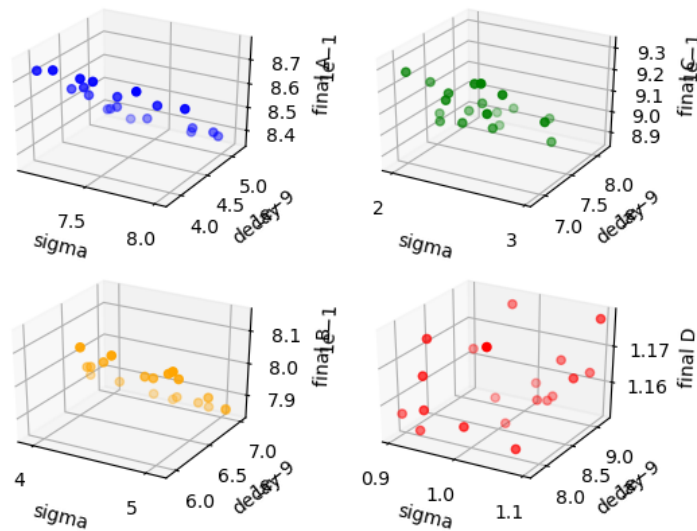 8.7
8.6
8.5
8.4
final A
1e−1
7.5
8.0
sigma
4.0
4.5
5.0
decay
1e−9
9.3
9.2
9.1
9.0
8.9
final C
1e−1
2
3
sigma
7.0
7.5
8.0
decay
1e−9
8.1
8.0
7.9
final B
1e−1
4
5
sigma
6.0
6.5
7.0
decay
1e−9
1.17
1.16
final D
0.9
1.0
1.1
sigma
8.0
8.5
9.0
decay
1e−9